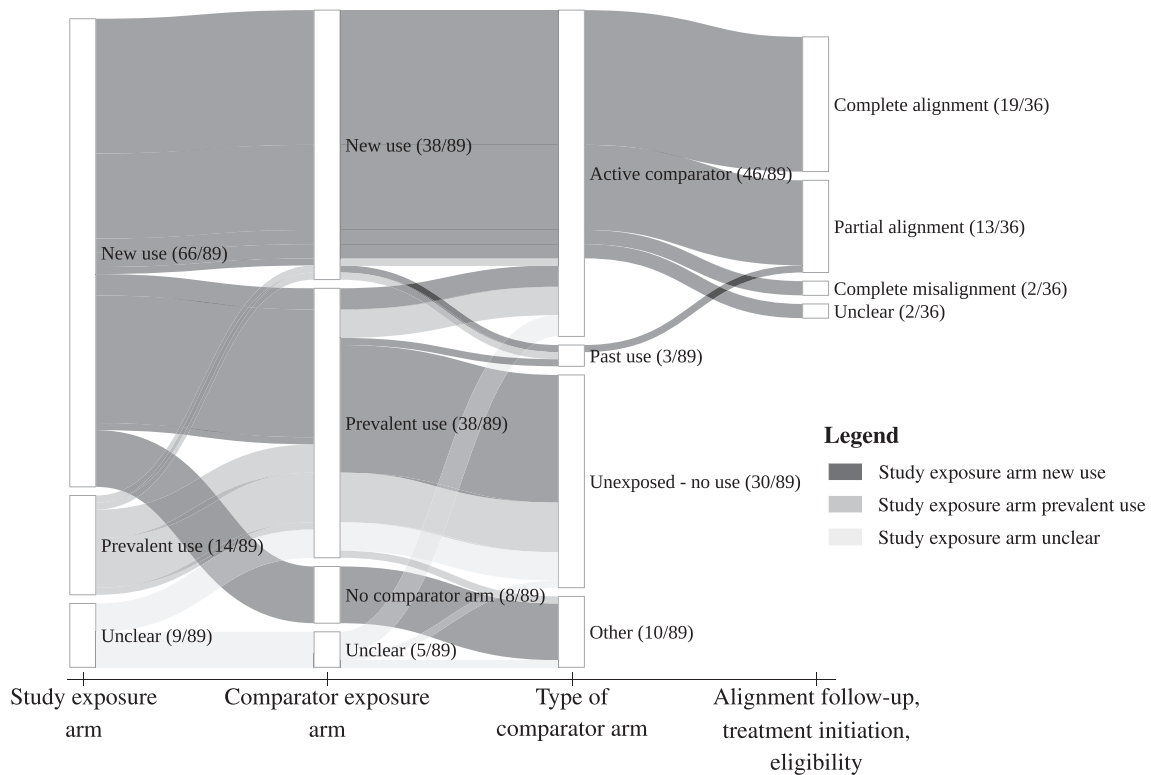 New use (66/89)
Prevalent use (14/89)
Unclear (9/89)
New use (38/89)
Prevalent use (38/89)
No comparator arm (8/89)
Unclear (5/89)
Active comparator (46/89)
Past use (3/89)
Unexposed - no use (30/89)
Other (10/89)
Complete alignment (19/36)
Partial alignment (13/36)
Complete misalignment (2/36)
Unclear (2/36)
Legend
Study exposure arm new use
Study exposure arm prevalent use
Study exposure arm unclear
Study exposure
arm
Comparator exposure
arm
Type of
comparator arm
Alignment follow-up,
treatment initiation,
eligibility